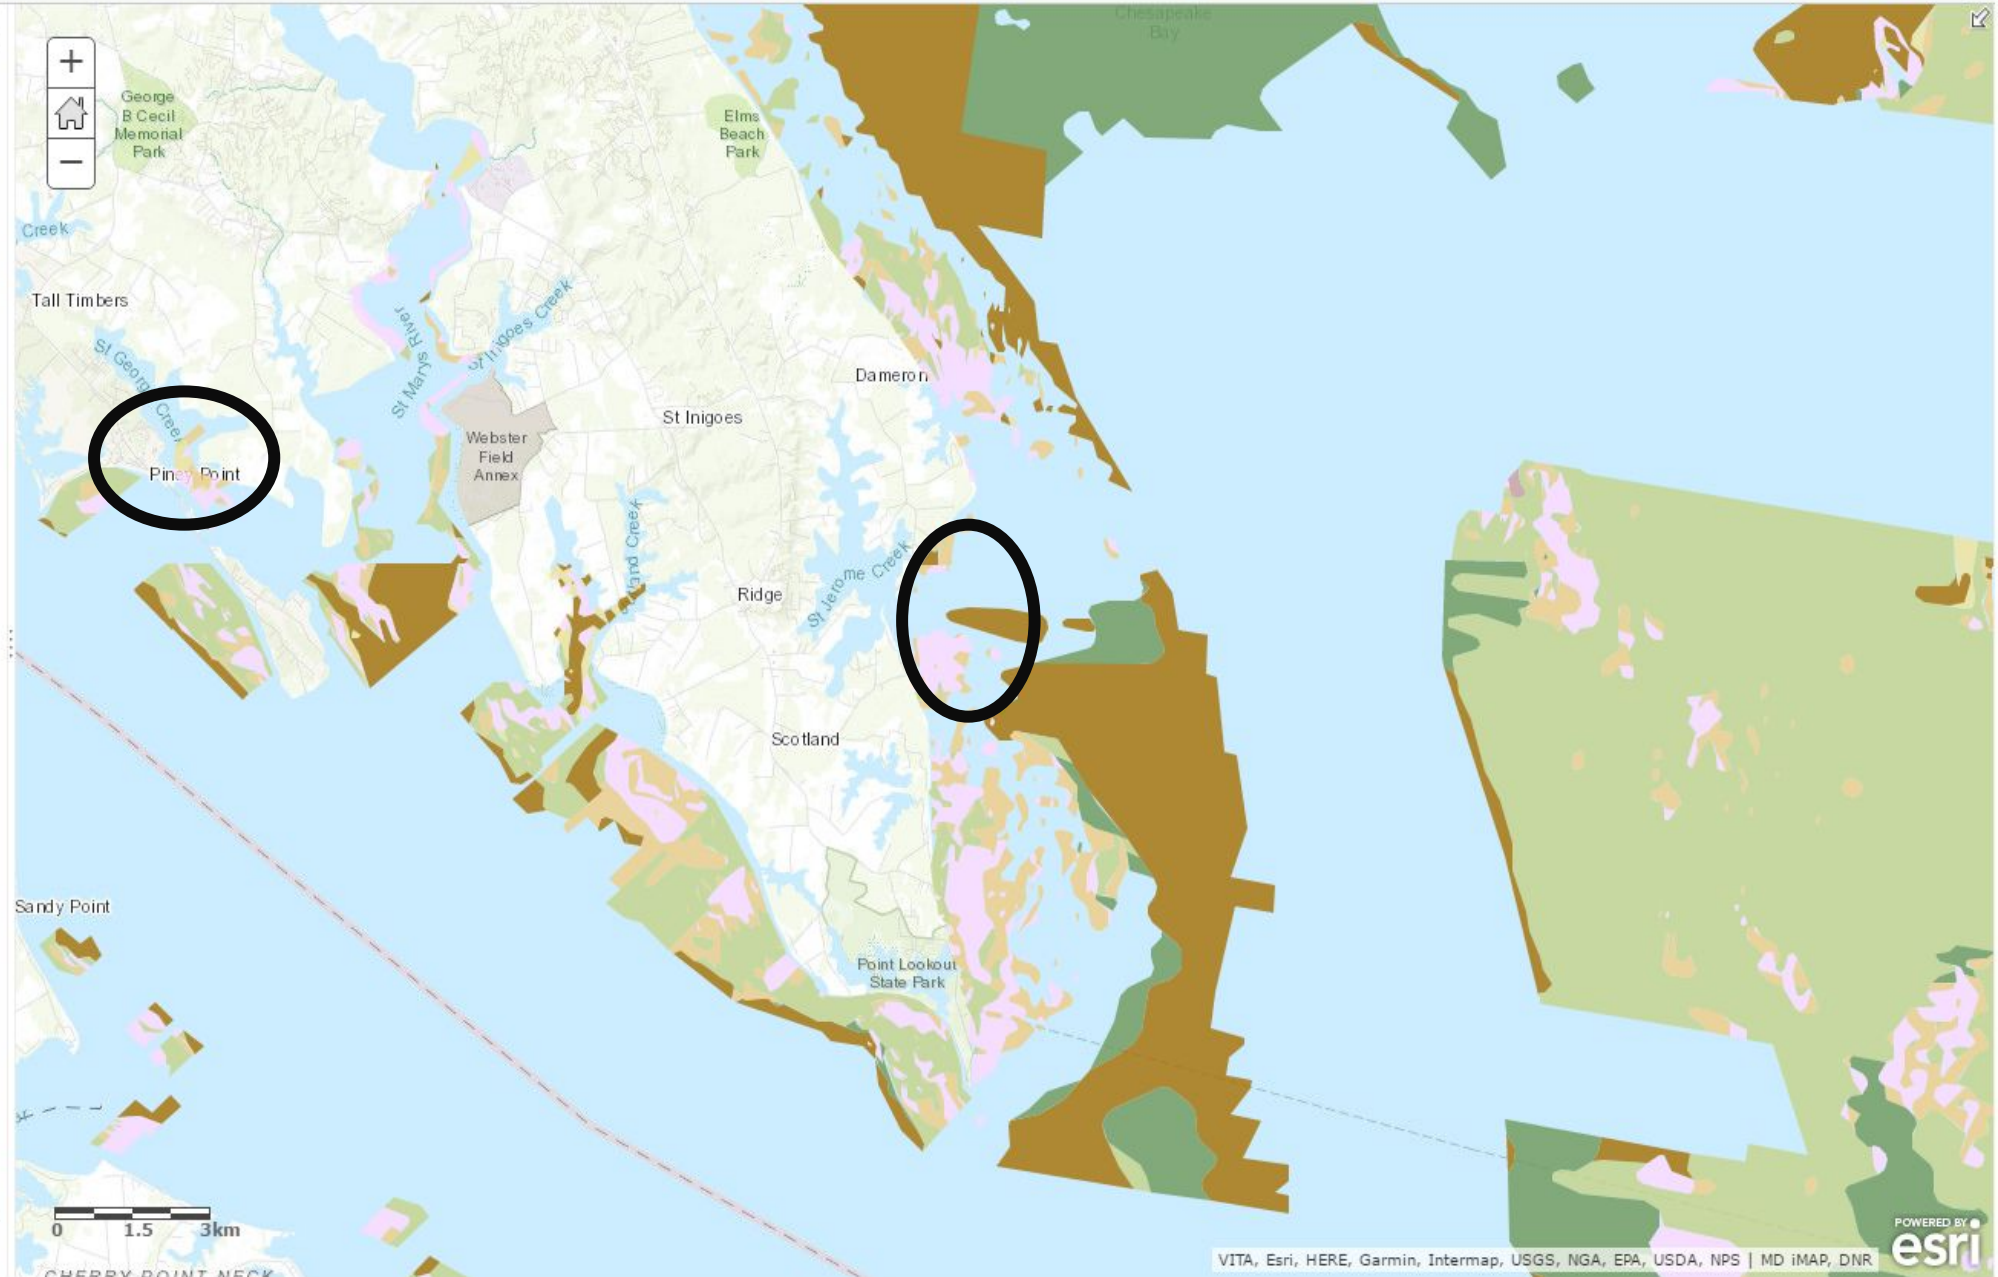 Chesapeake
Bay
+
−
George
B Cecil
Memorial
Park
Elms
Beach
Park
Creek
Tall Timbers
St Marys River
St Inigoes Creek
Dameron
St Inigoes
Webster
Field
Annex
Piney Point
Creek
Ridge
St Jerome Creek
Scotland
Sandy Point
Point Lookout
State Park
0 1.5 3km
CHERRY POINT NECK
POWERED BY
esri
VITA, Esri, HERE, Garmin, Intermap, USGS, NGA, EPA, USDA, NPS | MD iMAP, DNR